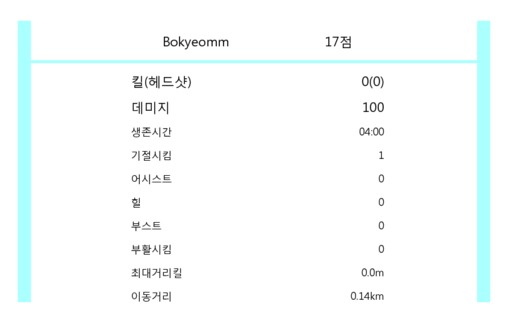 Bokyeomm 17점
킬(헤드샷) 0(0)
데미지 100
생존시간 04:00
기절시킴 1
어시스트 0
힐 0
부스트 0
부활시킴 0
최대거리킬 0.0m
이동거리 0.14km